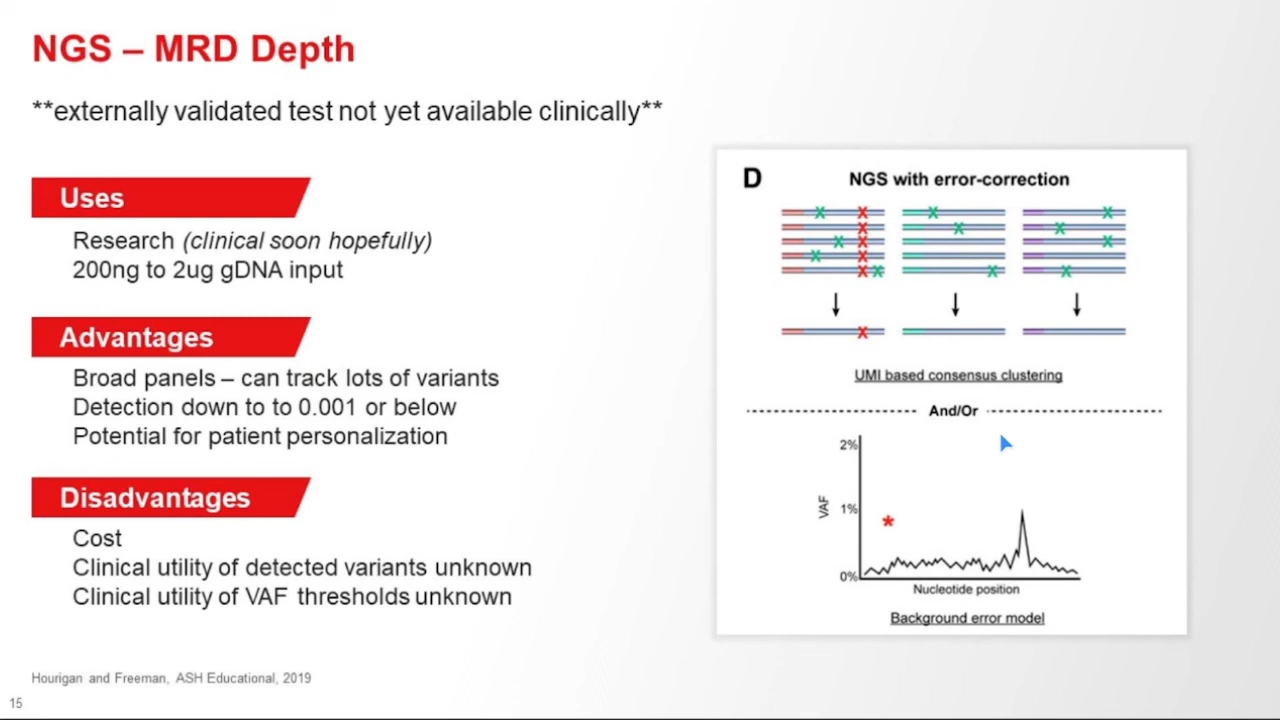 NGS – MRD Depth
**externally validated test not yet available clinically**
Uses
Research (clinical soon hopefully)
200ng to 2ug gDNA input
Advantages
Broad panels – can track lots of variants
Detection down to to 0.001 or below
Potential for patient personalization
Disadvantages
Cost
Clinical utility of detected variants unknown
Clinical utility of VAF thresholds unknown
D
NGS with error-correction
X X X X
X X X
X X X
X X
X X X X
X
UMI based consensus clustering
And/Or
2%
VAF
1%
*
0%
Nucleotide position
Background error model
Hourigan and Freeman, ASH Educational, 2019
15